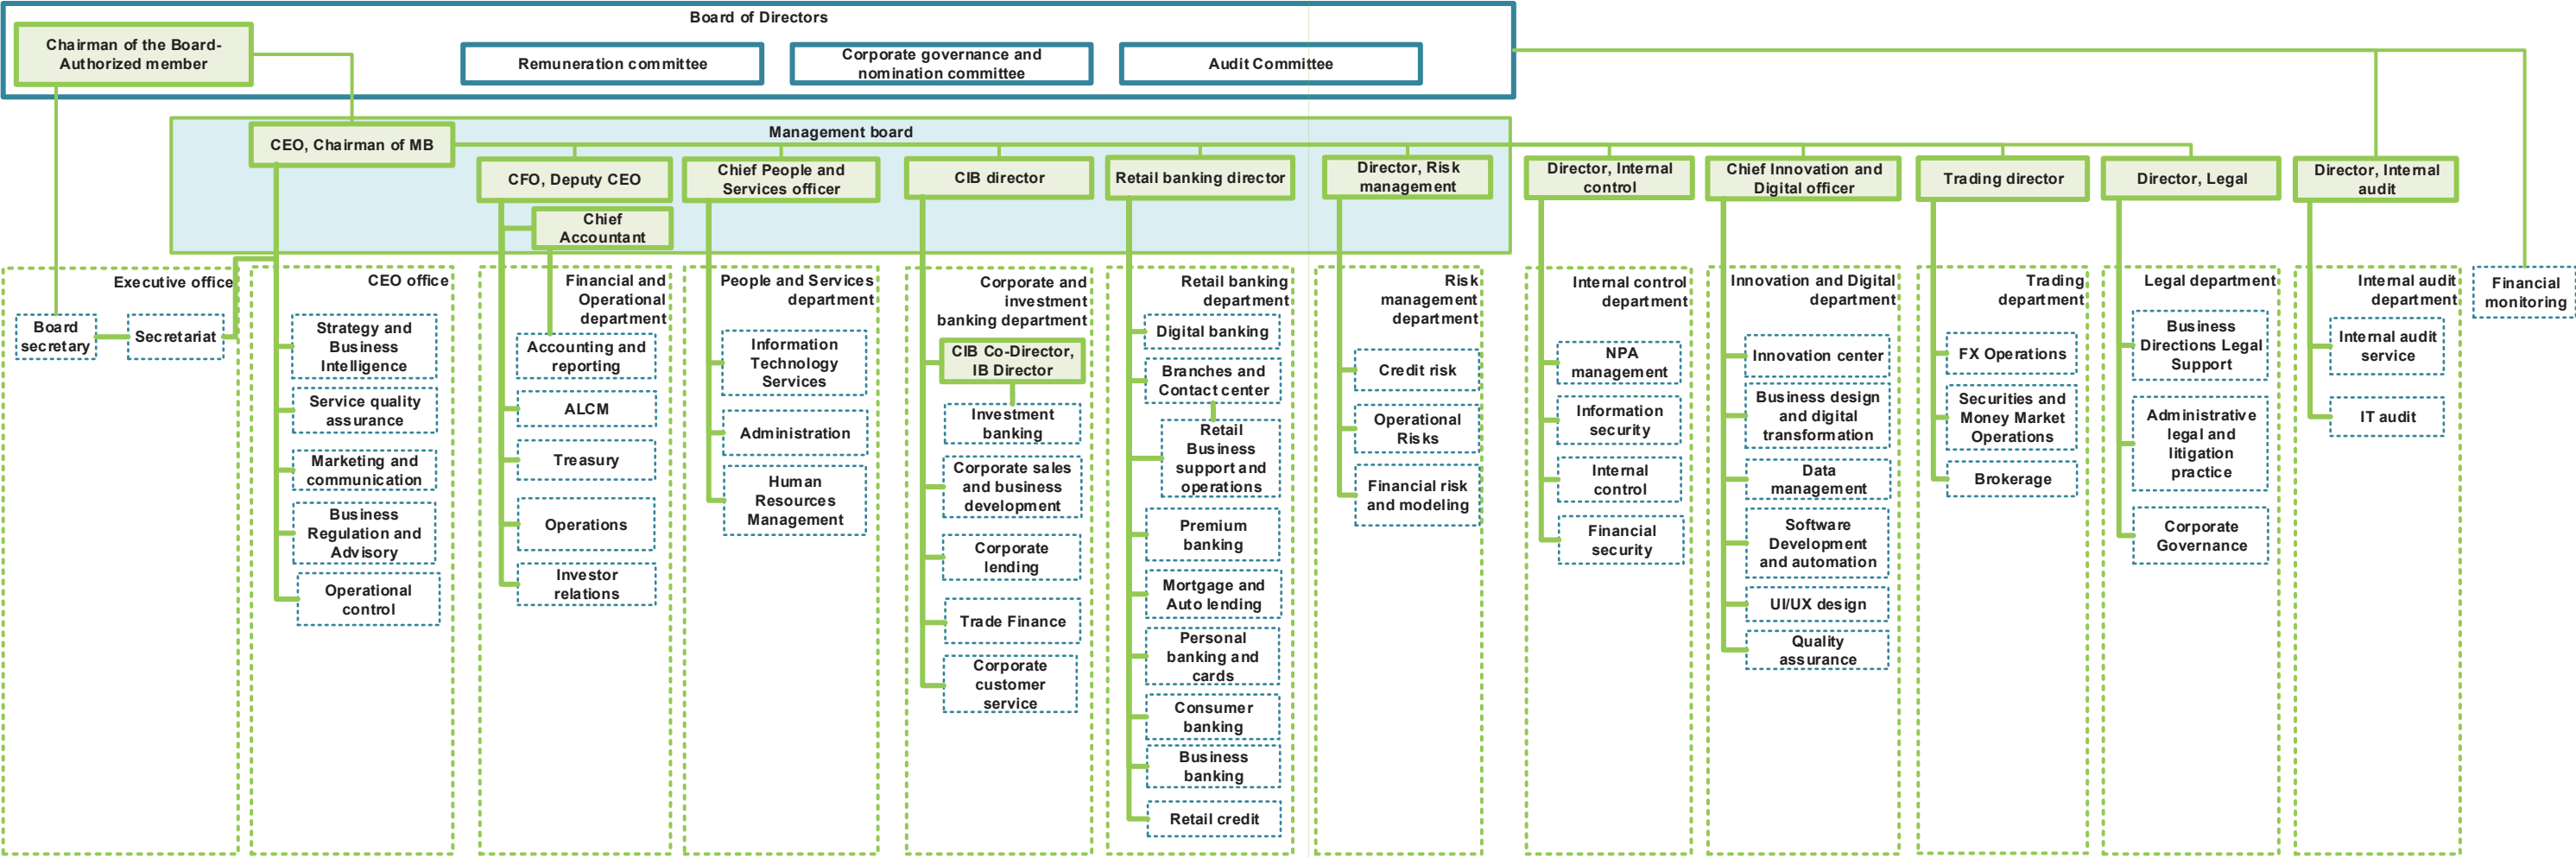 Board of Directors
Chairman of the Board-
Authorized member
Remuneration committee
Corporate governance and
nomination committee
Audit Committee
Management board
CEO, Chairman of MB
CFO, Deputy CEO
Chief
Accountant
Chief People and
Services officer
CIB director
Retail banking director
Director, Risk
management
Director, Internal
control
Chief Innovation and
Digital officer
Trading director
Director, Legal
Director, Internal
audit
Executive office
Board
secretary
Secretariat
CEO office
Strategy and
Business
Intelligence
Service quality
assurance
Marketing and
communication
Business
Regulation and
Advisory
Operational
control
Financial and
Operational
department
Accounting and
reporting
ALCM
Treasury
Operations
Investor
relations
People and Services
department
Information
Technology
Services
Administration
Human
Resources
Management
Corporate and
investment
banking department
CIB Co-Director,
IB Director
Investment
banking
Corporate sales
and business
development
Corporate
lending
Trade Finance
Corporate
customer
service
Retail banking
department
Digital banking
Branches and
Contact center
Retail
Business
support and
operations
Premium
banking
Mortgage and
Auto lending
Personal
banking and
cards
Consumer
banking
Business
banking
Retail credit
Risk
management
department
Credit risk
Operational
Risks
Financial risk
and modeling
Internal control
department
NPA
management
Information
security
Internal
control
Financial
security
Innovation and Digital
department
Innovation center
Business design
and digital
transformation
Data
management
Software
Development
and automation
UI/UX design
Quality
assurance
Trading
department
FX Operations
Securities and
Money Market
Operations
Brokerage
Legal department
Business
Directions Legal
Support
Administrative
legal and
litigation
practice
Corporate
Governance
Internal audit
department
Internal audit
service
IT audit
Financial
monitoring